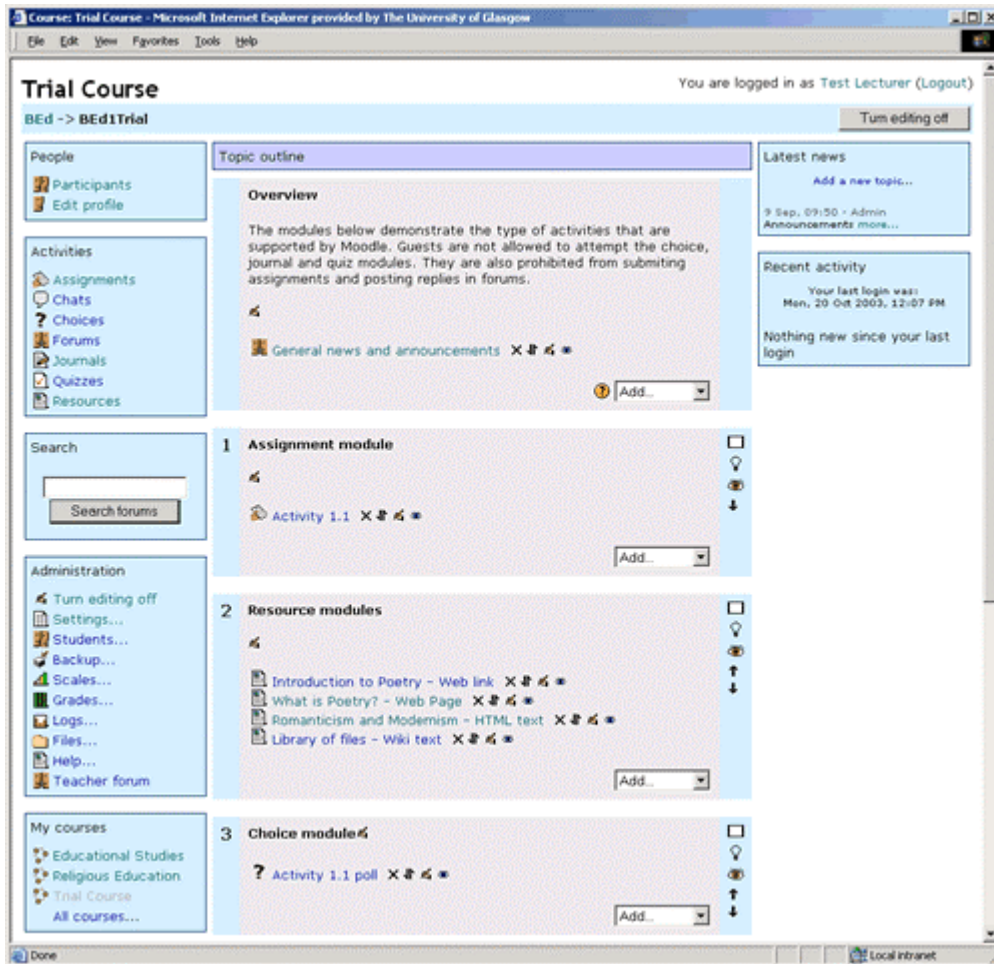 Course: Trial Course - Microsoft Internet Explorer provided by The University of Glasgow
File Edit View Favorites Tools Help
Trial Course
You are logged in as Test Lecturer (Logout)
BEd -> BEd1Trial
Turn editing off
People
Participants
Edit profile
Activities
Assignments
Chats
Choices
Forums
Journals
Quizzes
Resources
Search
Search forums
Administration
Turn editing off
Settings...
Students...
Backup...
Scales...
Grades...
Logs...
Files...
Help...
Teacher forum
My courses
Educational Studies
Religious Education
Trial Course
All courses...
Topic outline
Overview
The modules below demonstrate the type of activities that are
supported by Moodle. Guests are not allowed to attempt the choice,
journal and quiz modules. They are also prohibited from submiting
assignments and posting replies in forums.
General news and announcements
Add...
1 Assignment module
Activity 1.1
Add...
2 Resource modules
Introduction to Poetry - Web link
What is Poetry? - Web Page
Romanticism and Modernism - HTML text
Library of files - Wiki text
Add...
3 Choice module
Activity 1.1 poll
Add...
Latest news
Add a new topic...
9 Sep, 09:50 - Admin
Announcements more...
Recent activity
Your last login was:
Mon, 20 Oct 2003, 12:07 PM
Nothing new since your last
login
Done
Local intranet